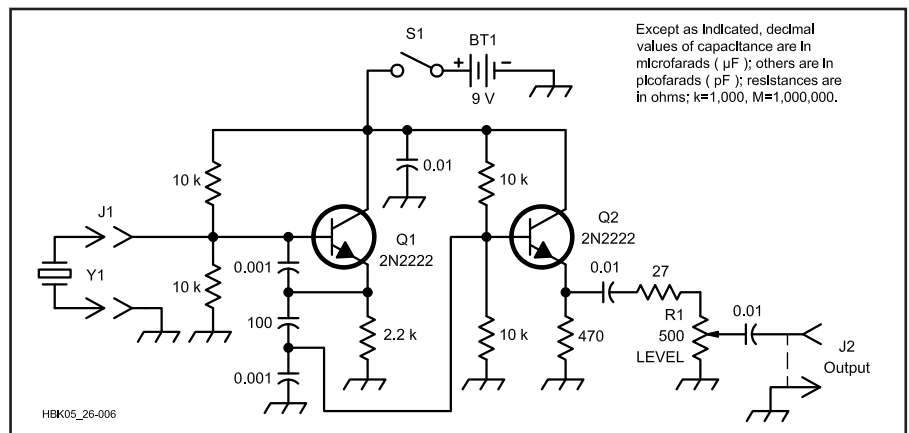 S1
BT1
+
−
9 V
Except as indicated, decimal
values of capacitance are in
microfarads ( µF ); others are in
picofarads ( pF ); resistances are
in ohms; k=1,000, M=1,000,000.
10 k
0.01
10 k
J1
Q1
2N2222
Q2
2N2222
Y1
10 k
0.001
100
0.001
2.2 k
10 k
0.01
27
470
R1
500
LEVEL
0.01
J2
Output
HBK05_26-006